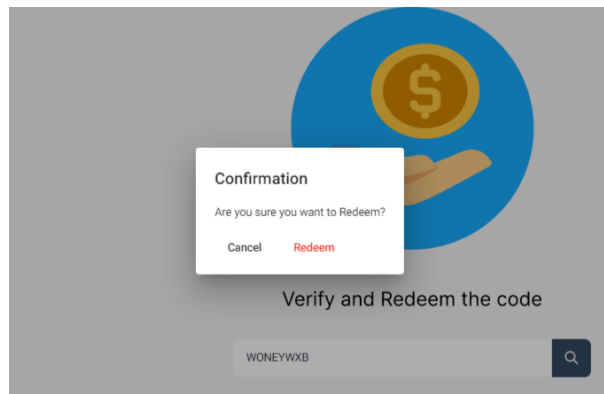 $
Confirmation
Are you sure you want to Redeem?
Cancel Redeem
Verify and Redeem the code
WONEYWXB